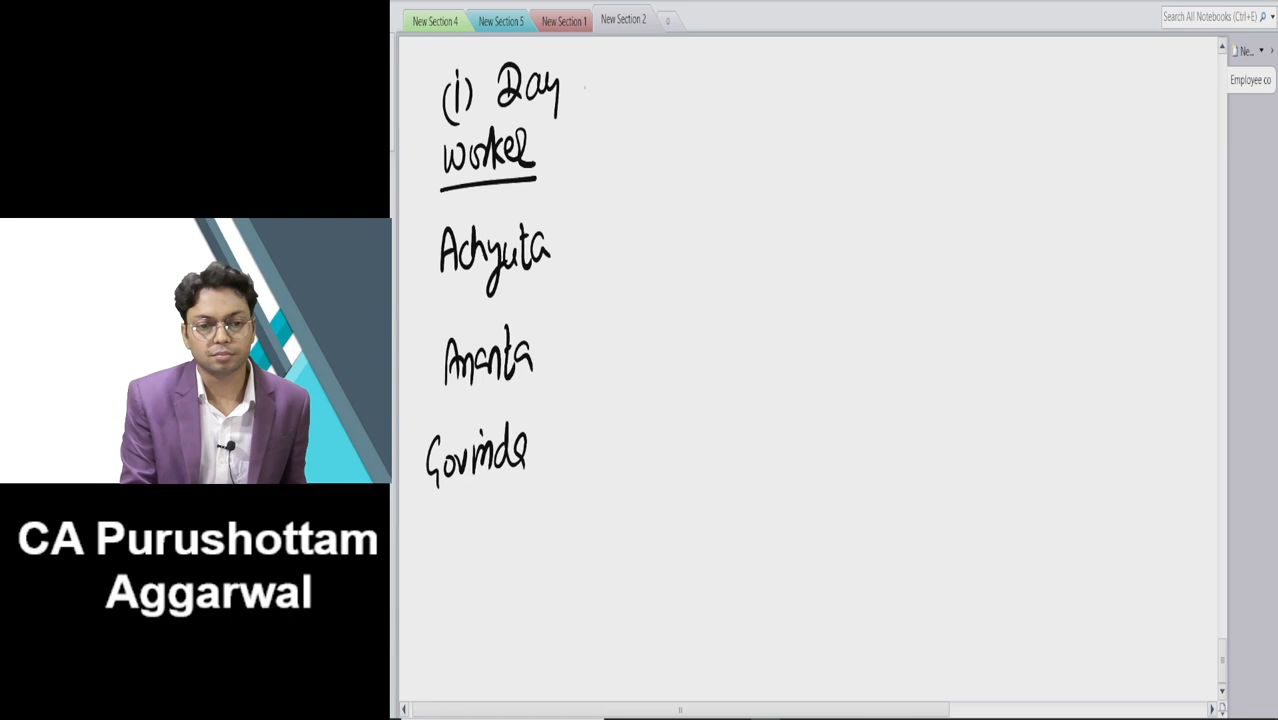 New Section 4
New Section 5
New Section 1
New Section 2
Search All Notebooks (Ctrl+E)
Ne...
Employee co
(i) Day
worker
Achyuta
Ananta
Govinda
CA Purushottam
Aggarwal